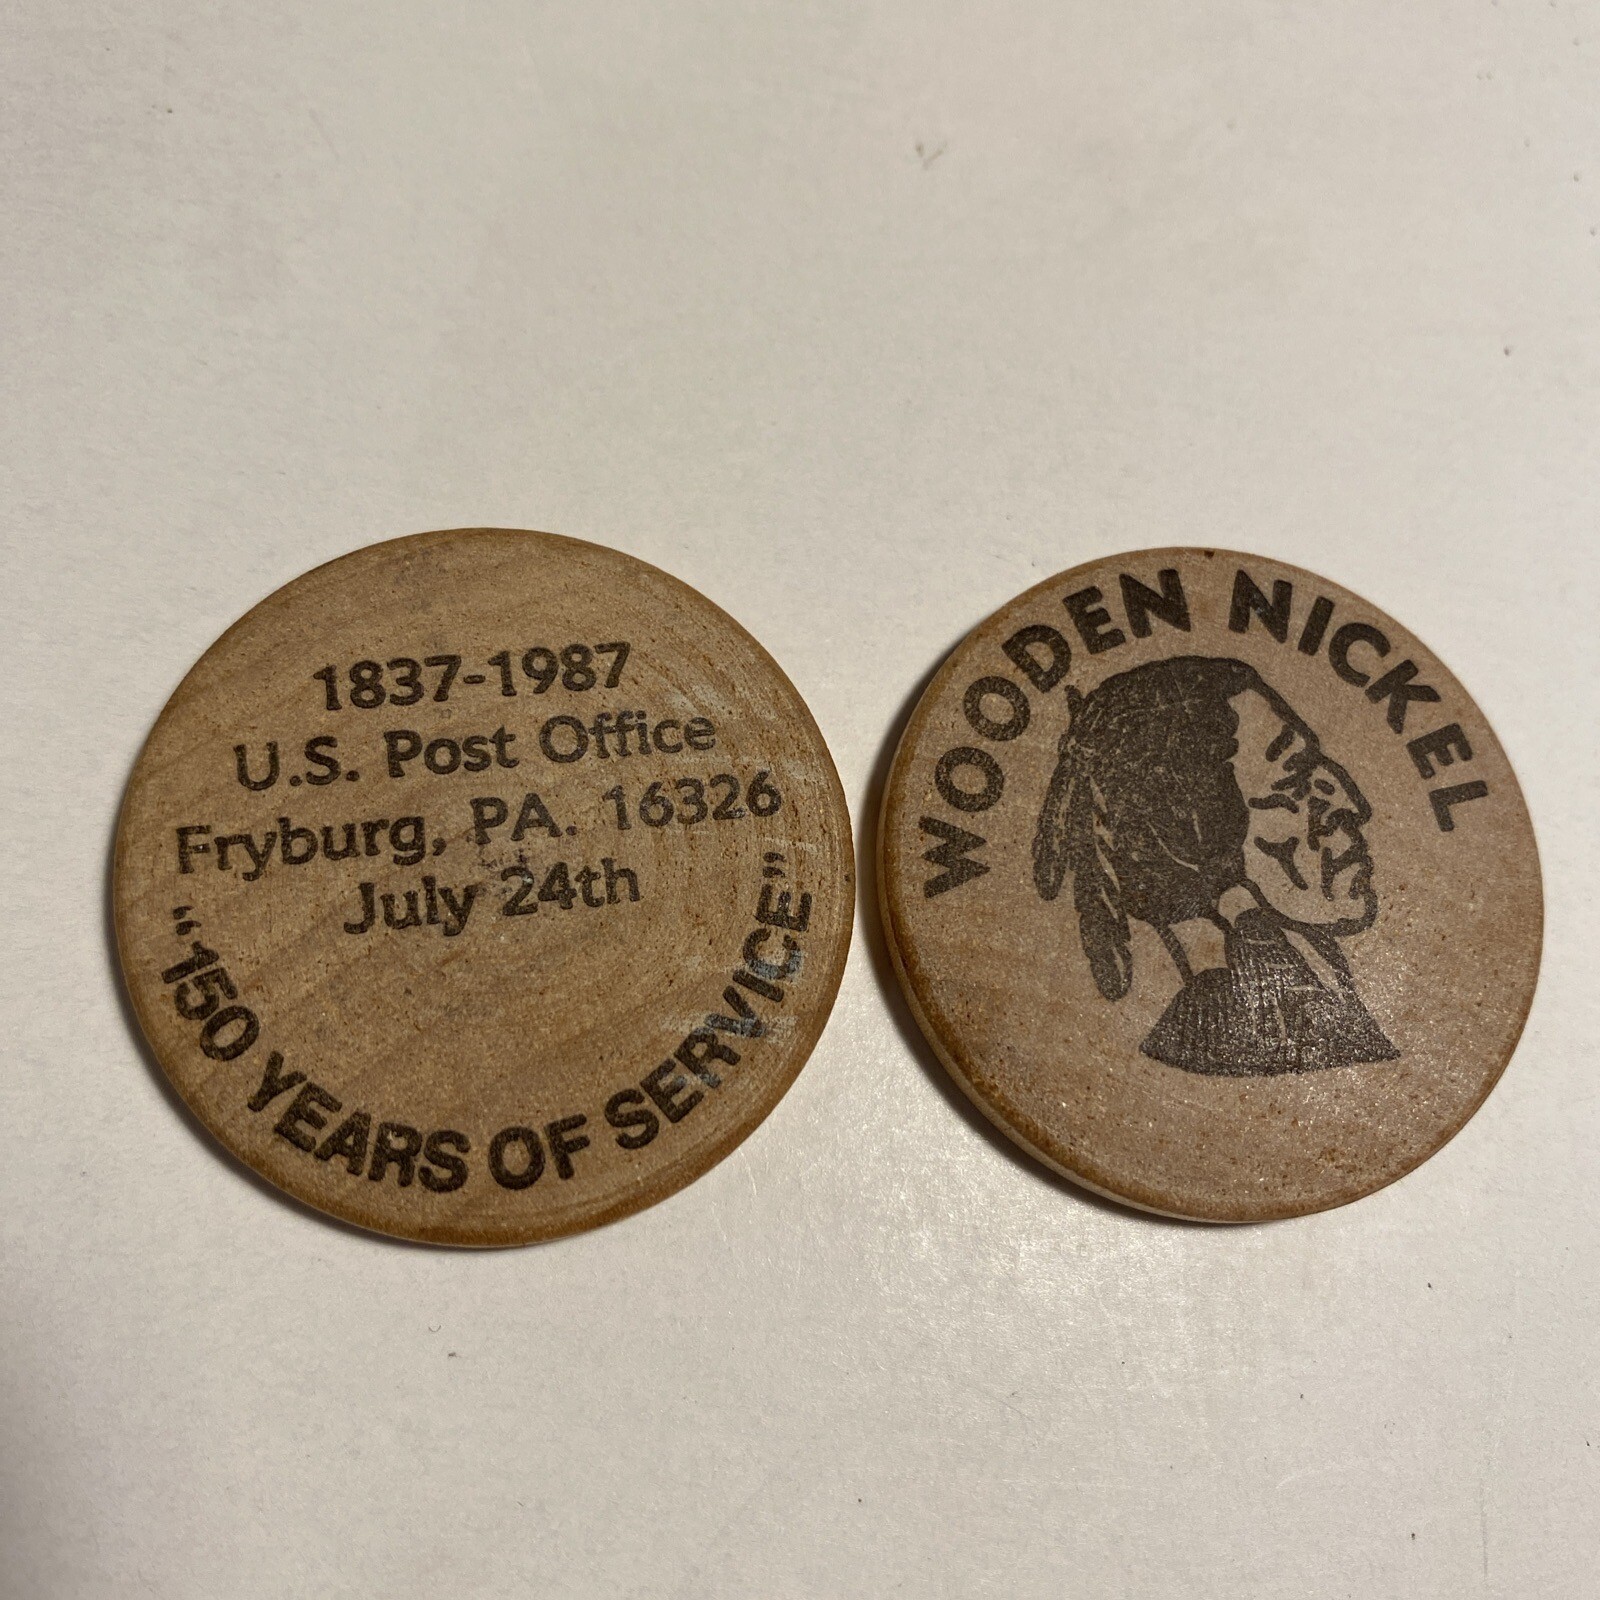 1837-1987
U.S. Post Office
Fryburg, PA. 16326
July 24th
"150 YEARS OF SERVICE"
WOODEN NICKEL